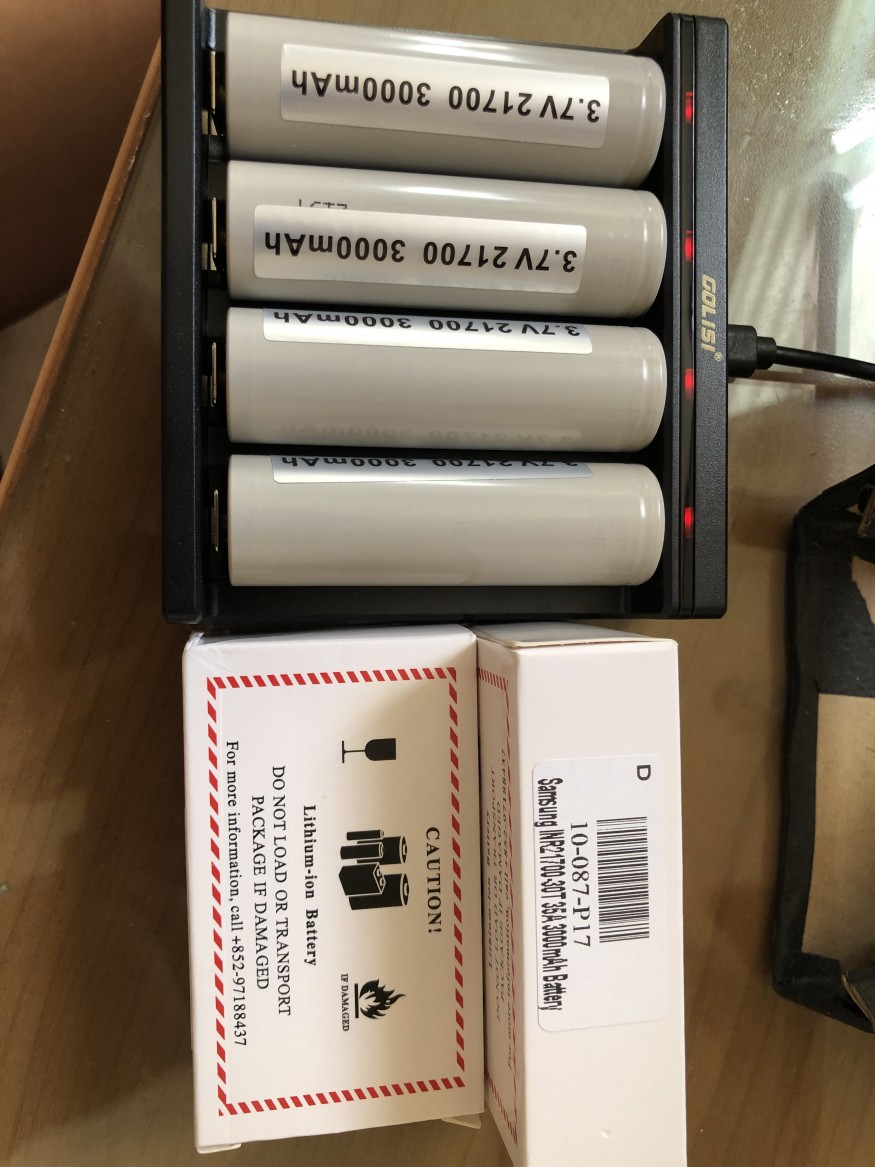 3.7V 21700 3000mAh
3.7V 21700 3000mAh
3.7V 21700 3000mAh
3.7V 21700 3000mAh
GOLISI®
CAUTION!
IF DAMAGED
Lithium-ion Battery
DO NOT LOAD OR TRANSPORT
PACKAGE IF DAMAGED
For more information, call +852-97188437
D
10-087-P17
Samsung INR21700-30T 35A 3000mAh Battery